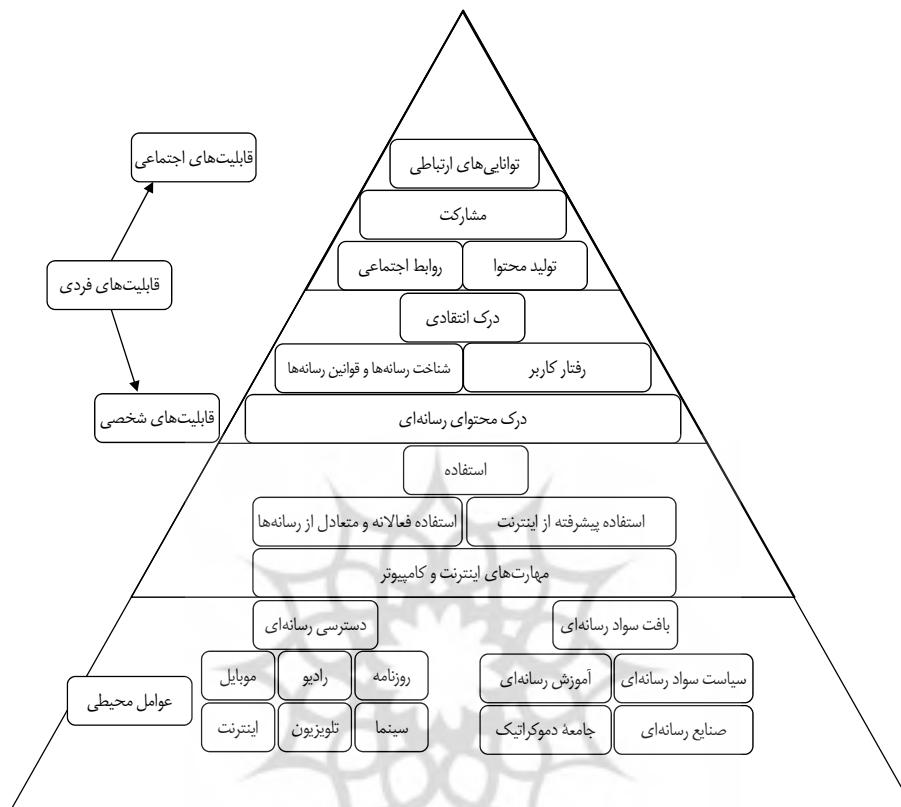 توانایی‌های ارتباطی
قابلیت‌های اجتماعی
مشارکت
تولید محتوا
روابط اجتماعی
قابلیت‌های فردی
درک انتقادی
رفتار کاربر
شناخت رسانه‌ها و قوانین رسانه‌ها
درک محتوای رسانه‌ای
قابلیت‌های شخصی
استفاده
استفاده پیشرفته از اینترنت
استفاده فعالانه و متعادل از رسانه‌ها
مهارت‌های اینترنت و کامپیوتر
بافت سواد رسانه‌ای
دسترسی رسانه‌ای
سیاست سواد رسانه‌ای
آموزش رسانه‌ای
روزنامه
رادیو
موبایل
عوامل محیطی
صنایع رسانه‌ای
جامعهٔ دموکراتیک
سینما
تلویزیون
اینترنت